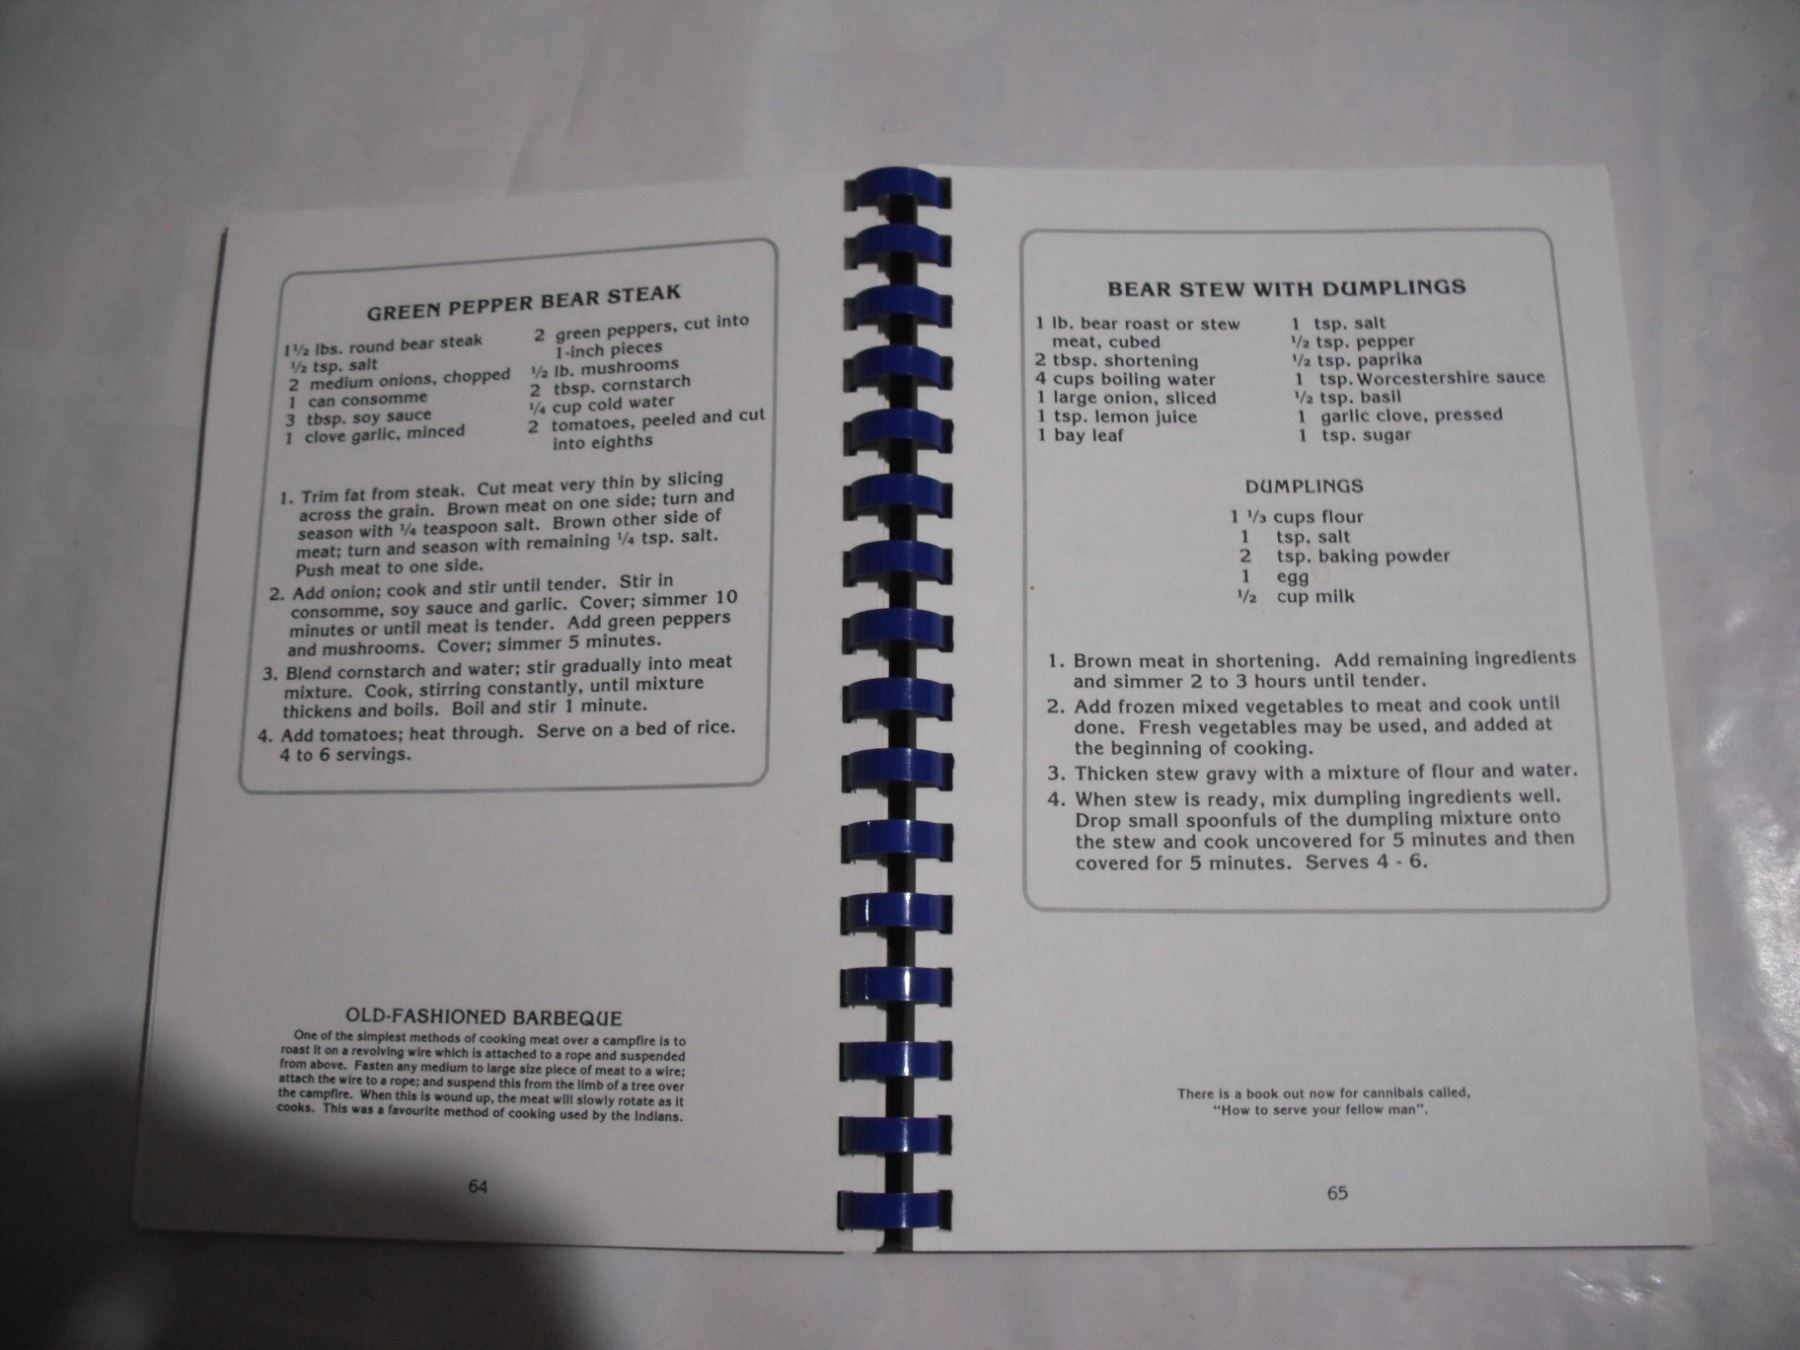 GREEN PEPPER BEAR STEAK
1 1/2 lbs. round bear steak
1/2 tsp. salt
2 medium onions, chopped
1 can consomme
3 tbsp. soy sauce
1 clove garlic, minced
2 green peppers, cut into
1-inch pieces
1/2 lb. mushrooms
2 tbsp. cornstarch
1/4 cup cold water
2 tomatoes, peeled and cut
into eighths
1. Trim fat from steak. Cut meat very thin by slicing
across the grain. Brown meat on one side; turn and
season with 1/4 teaspoon salt. Brown other side of
meat; turn and season with remaining 1/4 tsp. salt.
Push meat to one side.
2. Add onion; cook and stir until tender. Stir in
consomme, soy sauce and garlic. Cover; simmer 10
minutes or until meat is tender. Add green peppers
and mushrooms. Cover; simmer 5 minutes.
3. Blend cornstarch and water; stir gradually into meat
mixture. Cook, stirring constantly, until mixture
thickens and boils. Boil and stir 1 minute.
4. Add tomatoes; heat through. Serve on a bed of rice.
4 to 6 servings.
OLD-FASHIONED BARBEQUE
One of the simplest methods of cooking meat over a campfire is to
roast it on a revolving wire which is attached to a rope and suspended
from above. Fasten any medium to large size piece of meat to a wire;
attach the wire to a rope; and suspend this from the limb of a tree over
the campfire. When this is wound up, the meat will slowly rotate as it
cooks. This was a favourite method of cooking used by the Indians.
64
BEAR STEW WITH DUMPLINGS
1 lb. bear roast or stew
meat, cubed
2 tbsp. shortening
4 cups boiling water
1 large onion, sliced
1 tsp. lemon juice
1 bay leaf
1 tsp. salt
1/2 tsp. pepper
1/2 tsp. paprika
1 tsp. Worcestershire sauce
1/2 tsp. basil
1 garlic clove, pressed
1 tsp. sugar
DUMPLINGS
1 1/3 cups flour
1 tsp. salt
2 tsp. baking powder
1 egg
1/2 cup milk
1. Brown meat in shortening. Add remaining ingredients
and simmer 2 to 3 hours until tender.
2. Add frozen mixed vegetables to meat and cook until
done. Fresh vegetables may be used, and added at
the beginning of cooking.
3. Thicken stew gravy with a mixture of flour and water.
4. When stew is ready, mix dumpling ingredients well.
Drop small spoonfuls of the dumpling mixture onto
the stew and cook uncovered for 5 minutes and then
covered for 5 minutes. Serves 4 - 6.
There is a book out now for cannibals called,
"How to serve your fellow man".
65